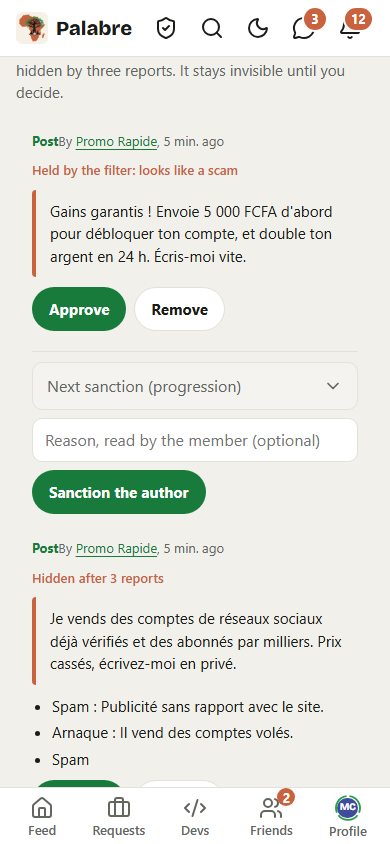 Palabre
3
12
hidden by three reports. It stays invisible until you
decide.
PostBy Promo Rapide, 5 min. ago
Held by the filter: looks like a scam
Gains garantis ! Envoie 5 000 FCFA d'abord
pour débloquer ton compte, et double ton
argent en 24 h. Écris-moi vite.
Approve
Remove
Next sanction (progression)
Reason, read by the member (optional)
Sanction the author
PostBy Promo Rapide, 5 min. ago
Hidden after 3 reports
Je vends des comptes de réseaux sociaux
déjà vérifiés et des abonnés par milliers. Prix
cassés, écrivez-moi en privé.
Spam : Publicité sans rapport avec le site.
Arnaque : Il vend des comptes volés.
Spam
2
MC
Feed
Requests
Devs
Friends
Profile